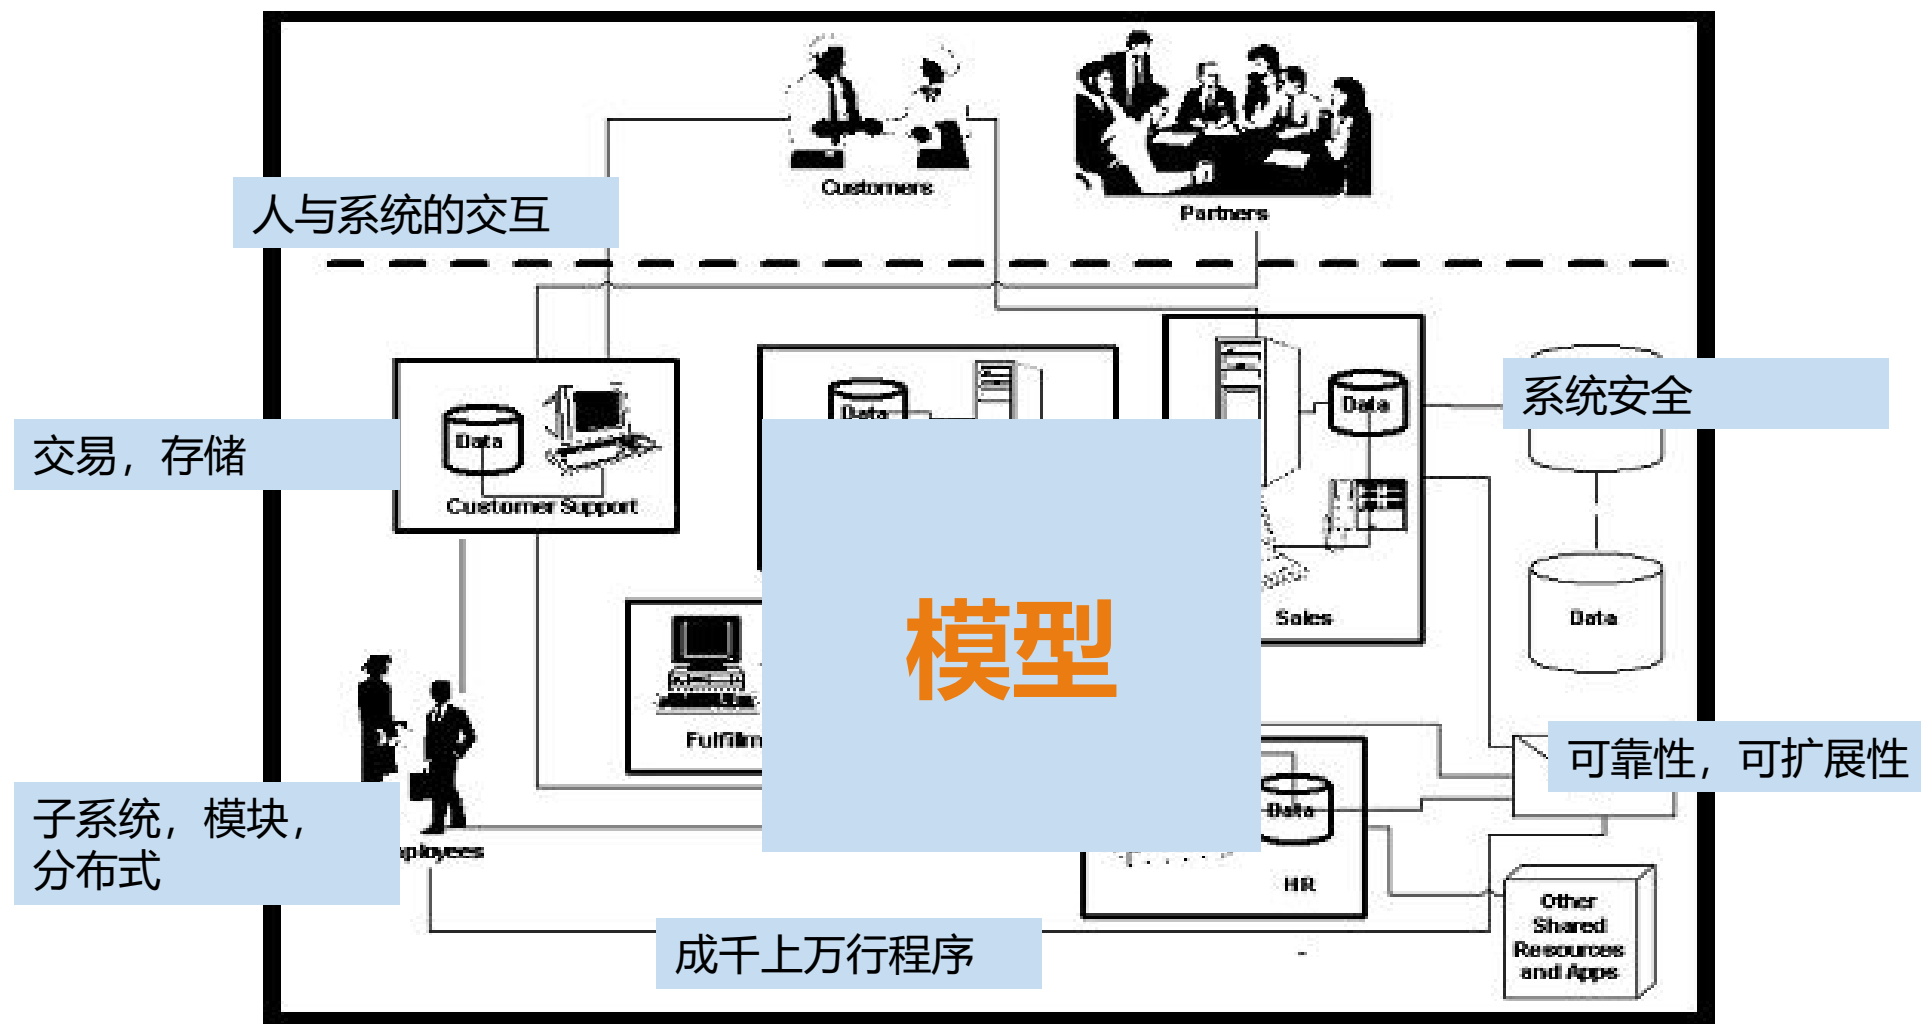 Customers
Partners
人与系统的交互
系统安全
Data
Data
Data
交易，存储
Customer Support
模型
Sales
Data
可靠性，可扩展性
子系统，模块，
分布式
Data
HR
Other
Shared
Resources
and Apps
成千上万行程序